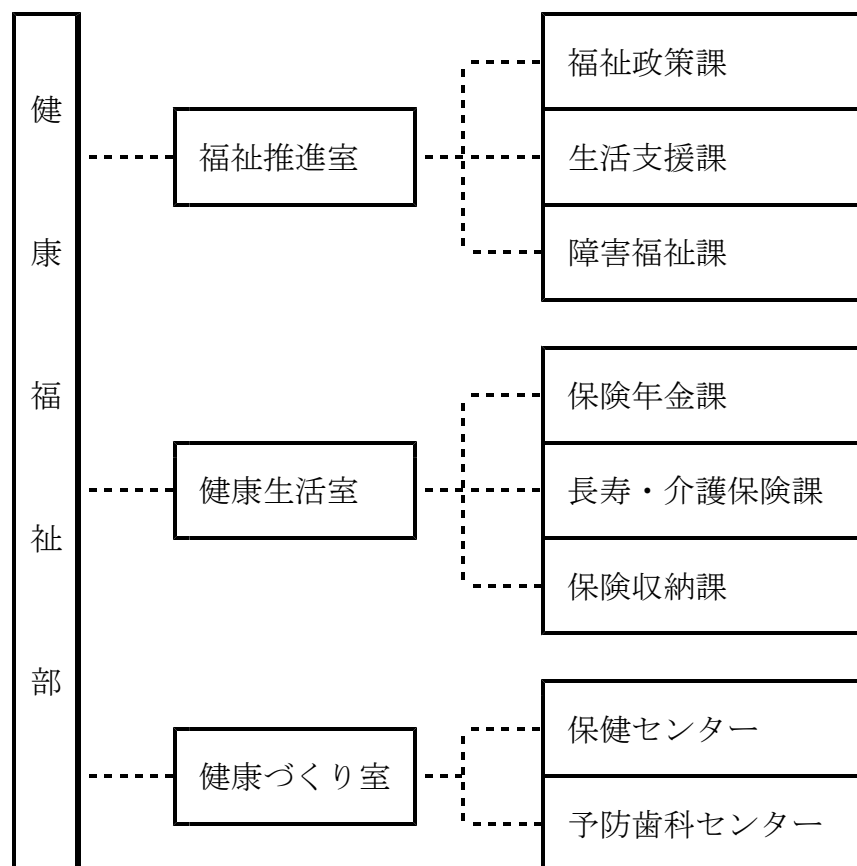 健康福祉部
福祉推進室
福祉政策課
生活支援課
障害福祉課
健康生活室
保険年金課
長寿・介護保険課
保険収納課
健康づくり室
保健センター
予防歯科センター